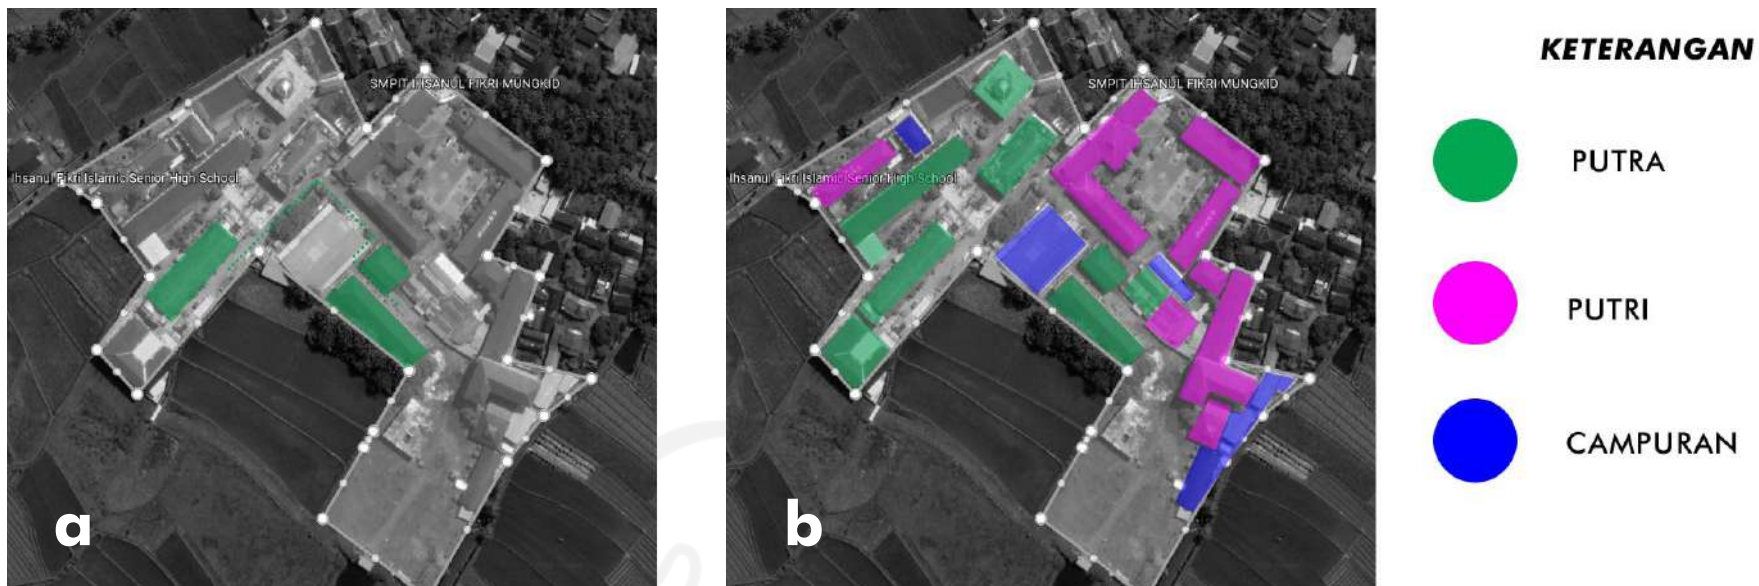 SMPIT IHSANUL FIKRI MUNGKID
Ihsanul Fikri Islamic Senior High School
a
SMPIT IHSANUL FIKRI MUNGKID
Ihsanul Fikri Islamic Senior High School
b
KETERANGAN
PUTRA
PUTRI
CAMPURAN